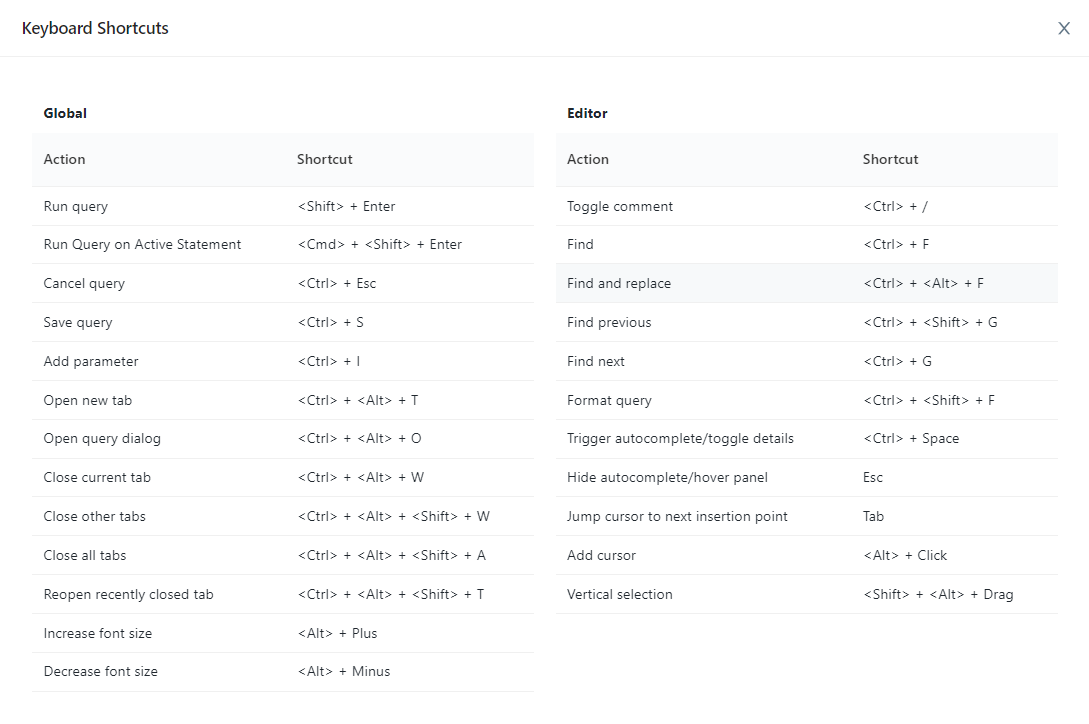 Keyboard Shortcuts X
Global
Action Shortcut
Run query <Shift> + Enter
Run Query on Active Statement <Cmd> + <Shift> + Enter
Cancel query <Ctrl> + Esc
Save query <Ctrl> + S
Add parameter <Ctrl> + I
Open new tab <Ctrl> + <Alt> + T
Open query dialog <Ctrl> + <Alt> + O
Close current tab <Ctrl> + <Alt> + W
Close other tabs <Ctrl> + <Alt> + <Shift> + W
Close all tabs <Ctrl> + <Alt> + <Shift> + A
Reopen recently closed tab <Ctrl> + <Alt> + <Shift> + T
Increase font size <Alt> + Plus
Decrease font size <Alt> + Minus
Editor
Action Shortcut
Toggle comment <Ctrl> + /
Find <Ctrl> + F
Find and replace <Ctrl> + <Alt> + F
Find previous <Ctrl> + <Shift> + G
Find next <Ctrl> + G
Format query <Ctrl> + <Shift> + F
Trigger autocomplete/toggle details <Ctrl> + Space
Hide autocomplete/hover panel Esc
Jump cursor to next insertion point Tab
Add cursor <Alt> + Click
Vertical selection <Shift> + <Alt> + Drag